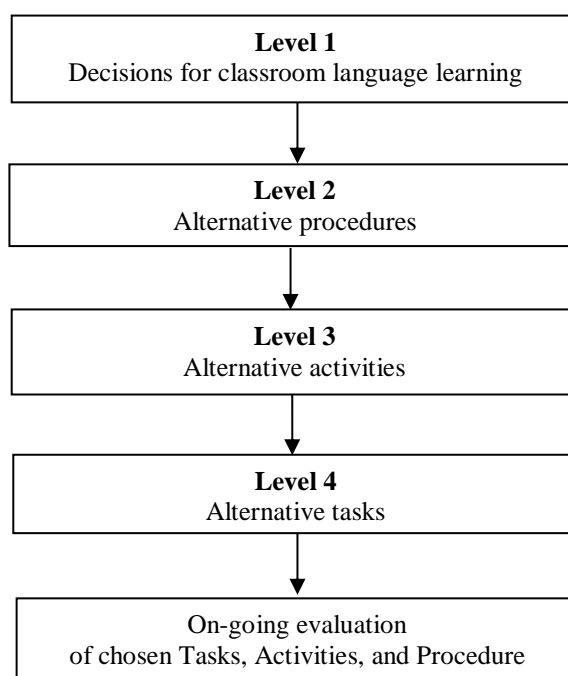 Level 1
Decisions for classroom language learning
Level 2
Alternative procedures
Level 3
Alternative activities
Level 4
Alternative tasks
On-going evaluation
of chosen Tasks, Activities, and Procedure